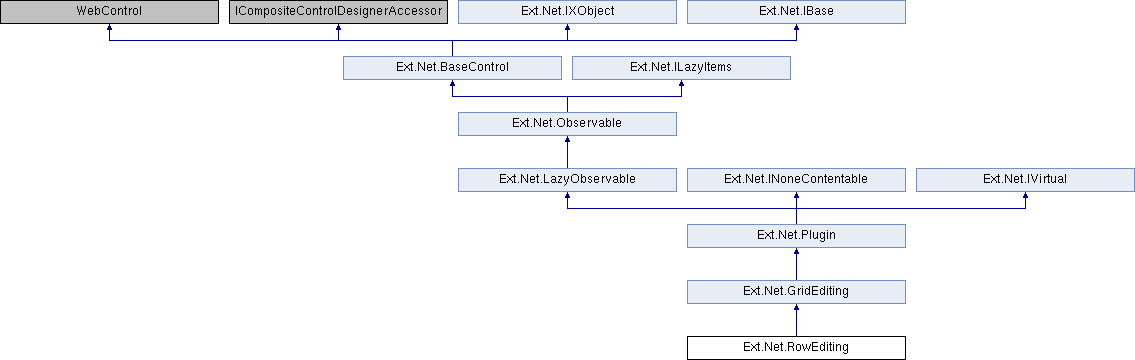 WebControl
ICompositeControlDesignerAccessor
Ext.Net.IXObject
Ext.Net.IBase
Ext.Net.BaseControl
Ext.Net.ILazyItems
Ext.Net.Observable
Ext.Net.LazyObservable
Ext.Net.INoneContentable
Ext.Net.IVirtual
Ext.Net.Plugin
Ext.Net.GridEditing
Ext.Net.RowEditing